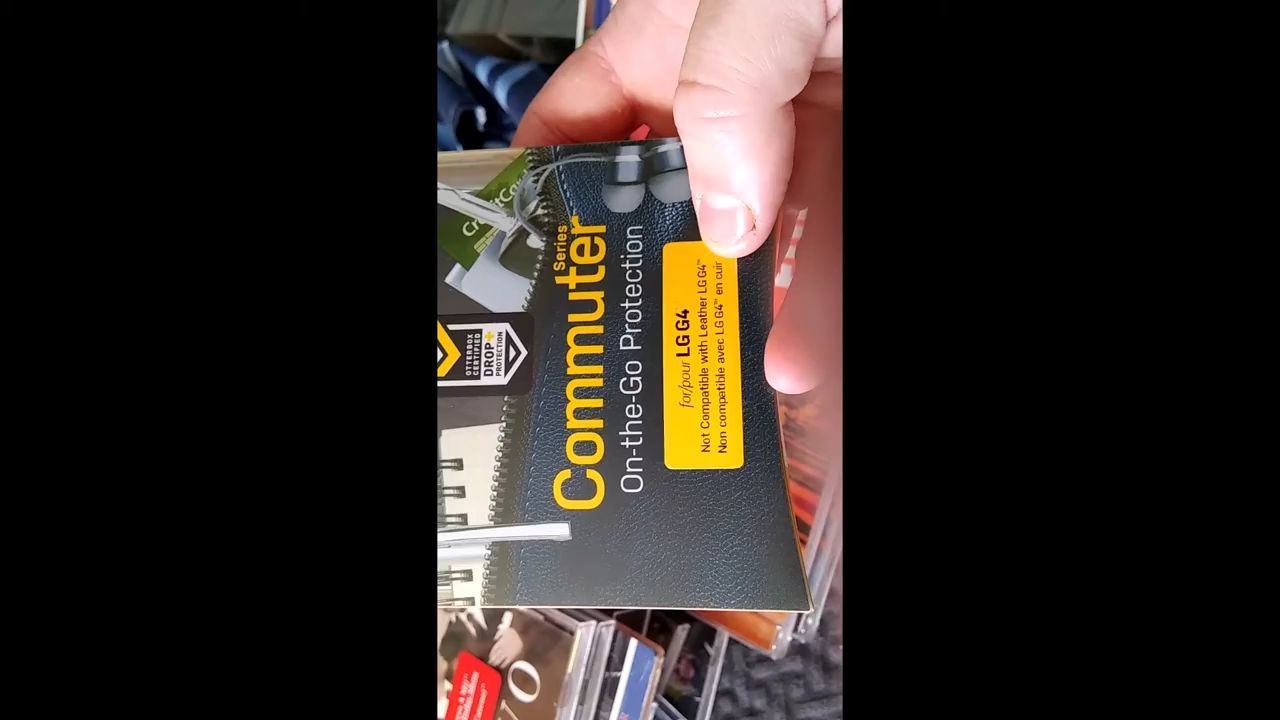 Commuter
Series
On-the-Go Protection
for/pour LG G4
Not Compatible with Leather LG G4™
Non compatible avec LG G4™ en cuir
OTTERBOX
CERTIFIED
DROP+
PROTECTION